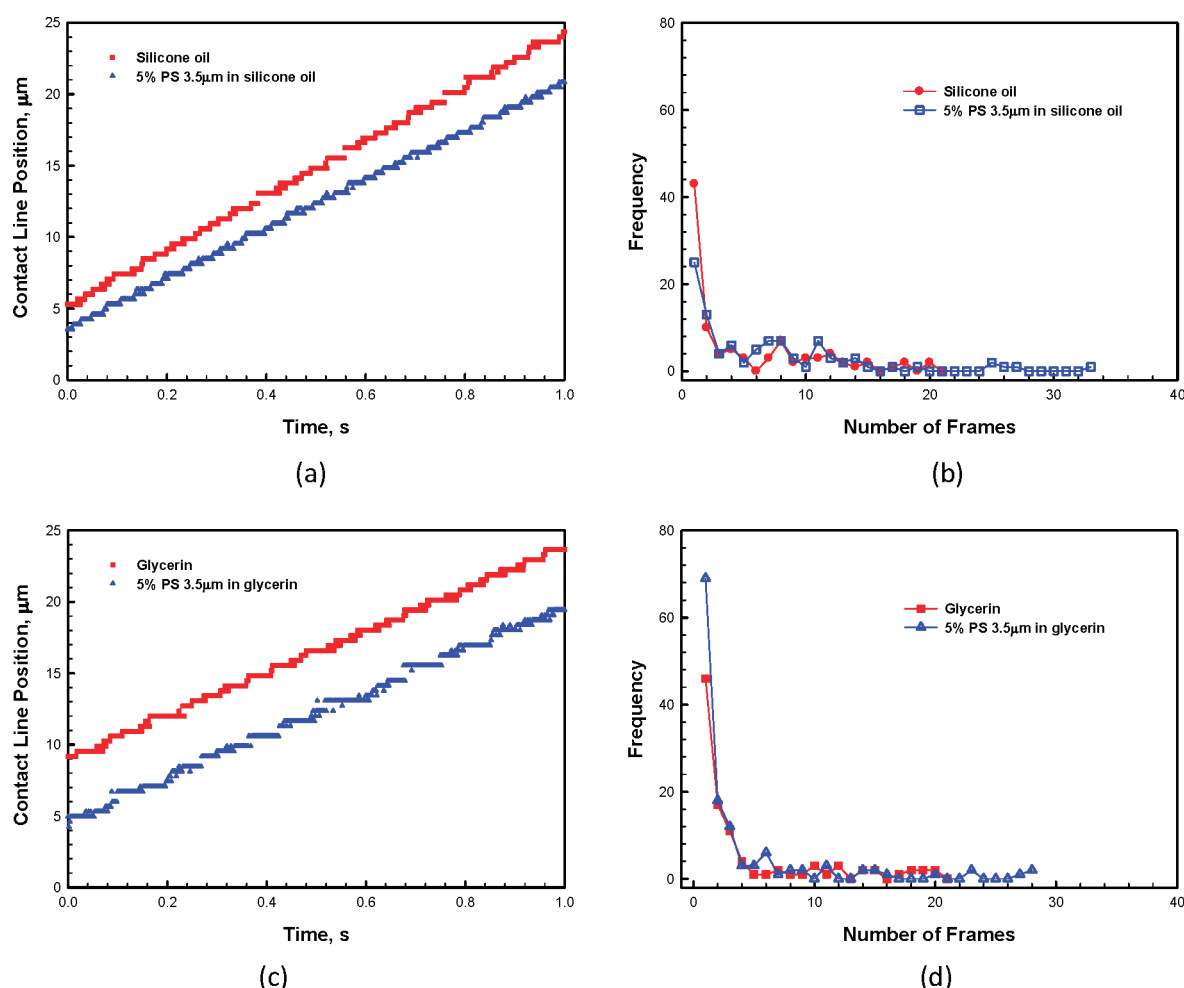 25
20
15
10
5
0
Contact Line Position, μm
Silicone oil
5% PS 3.5μm in silicone oil
0.0 0.2 0.4 0.6 0.8 1.0
Time, s
(a)
80
60
40
20
0
Frequency
Silicone oil
5% PS 3.5μm in silicone oil
0 10 20 30 40
Number of Frames
(b)
25
20
15
10
5
0
Contact Line Position, μm
Glycerin
5% PS 3.5μm in glycerin
0.0 0.2 0.4 0.6 0.8 1.0
Time, s
(c)
80
60
40
20
0
Frequency
Glycerin
5% PS 3.5μm in glycerin
0 10 20 30 40
Number of Frames
(d)